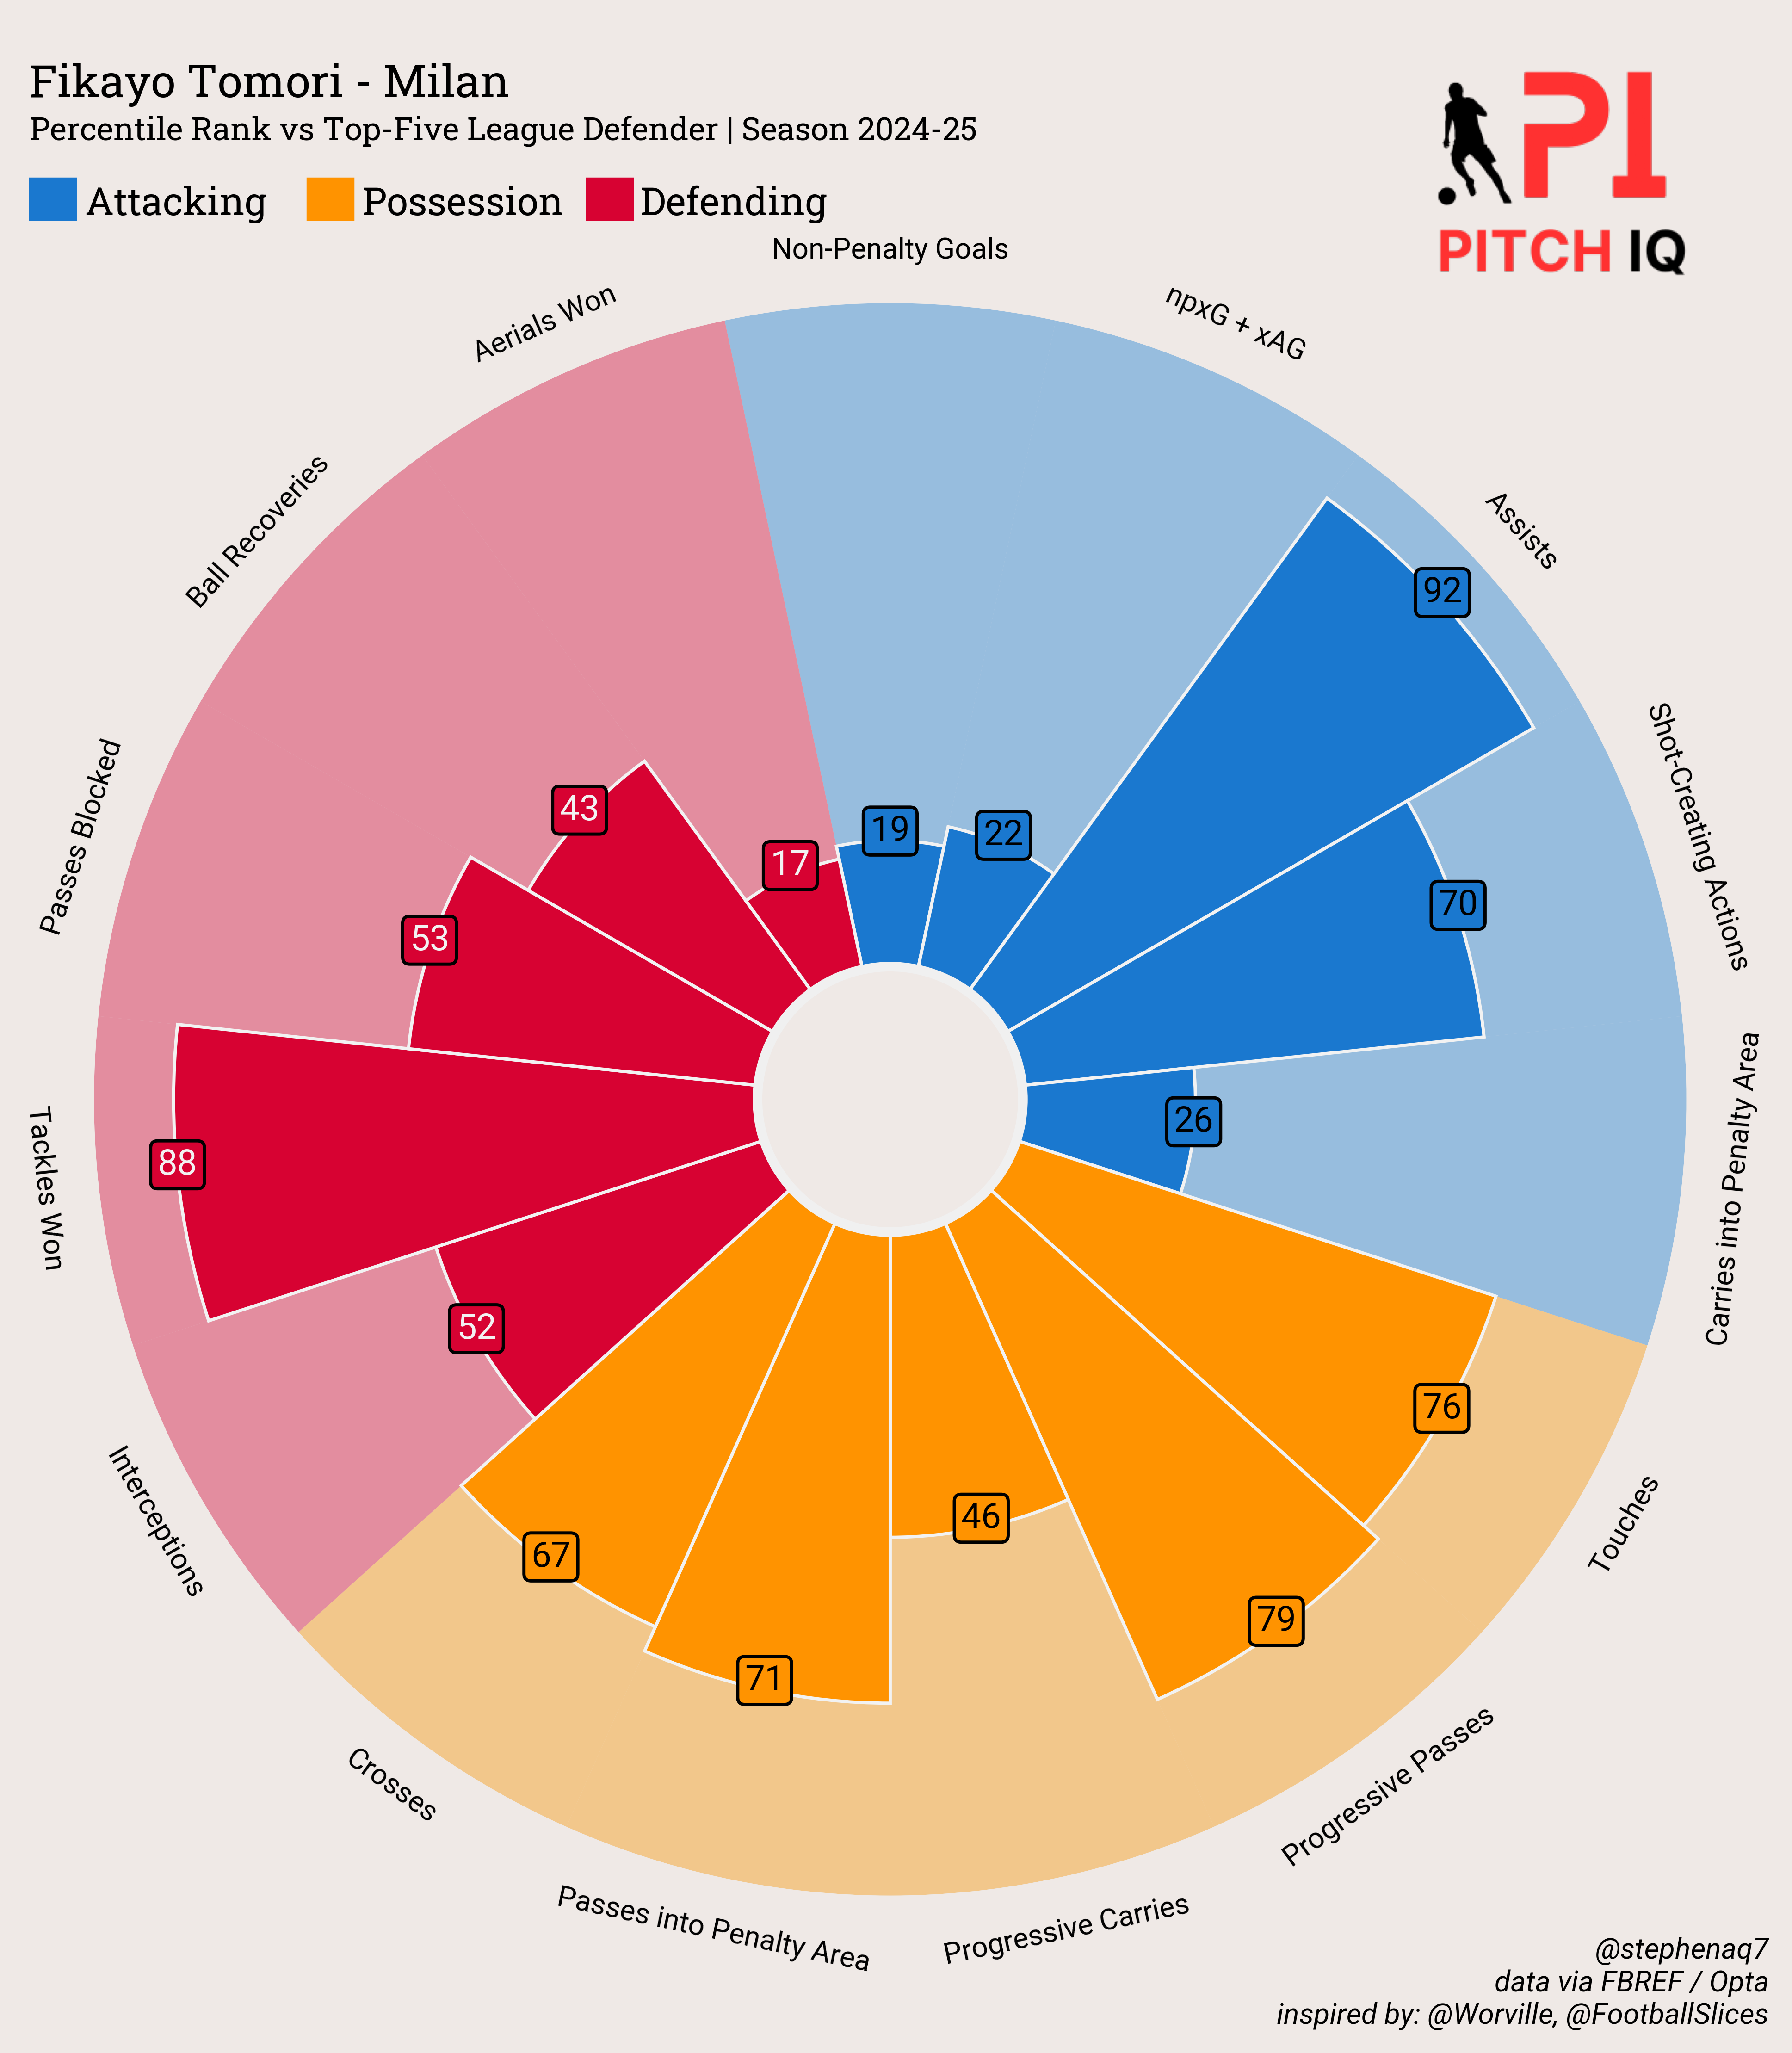 Fikayo Tomori - Milan
Percentile Rank vs Top-Five League Defender | Season 2024-25
Attacking Possession Defending
PI
PITCH IQ
Non-Penalty Goals
19
npxG + xAG
22
Assists
92
Shot-Creating Actions
70
Carries into Penalty Area
26
Touches
76
Progressive Passes
79
Progressive Carries
46
Passes into Penalty Area
71
Crosses
67
Interceptions
52
Tackles Won
88
Passes Blocked
53
Ball Recoveries
43
Aerials Won
17
@stephenaq7
data via FBREF / Opta
inspired by: @Worville, @FootballSlices